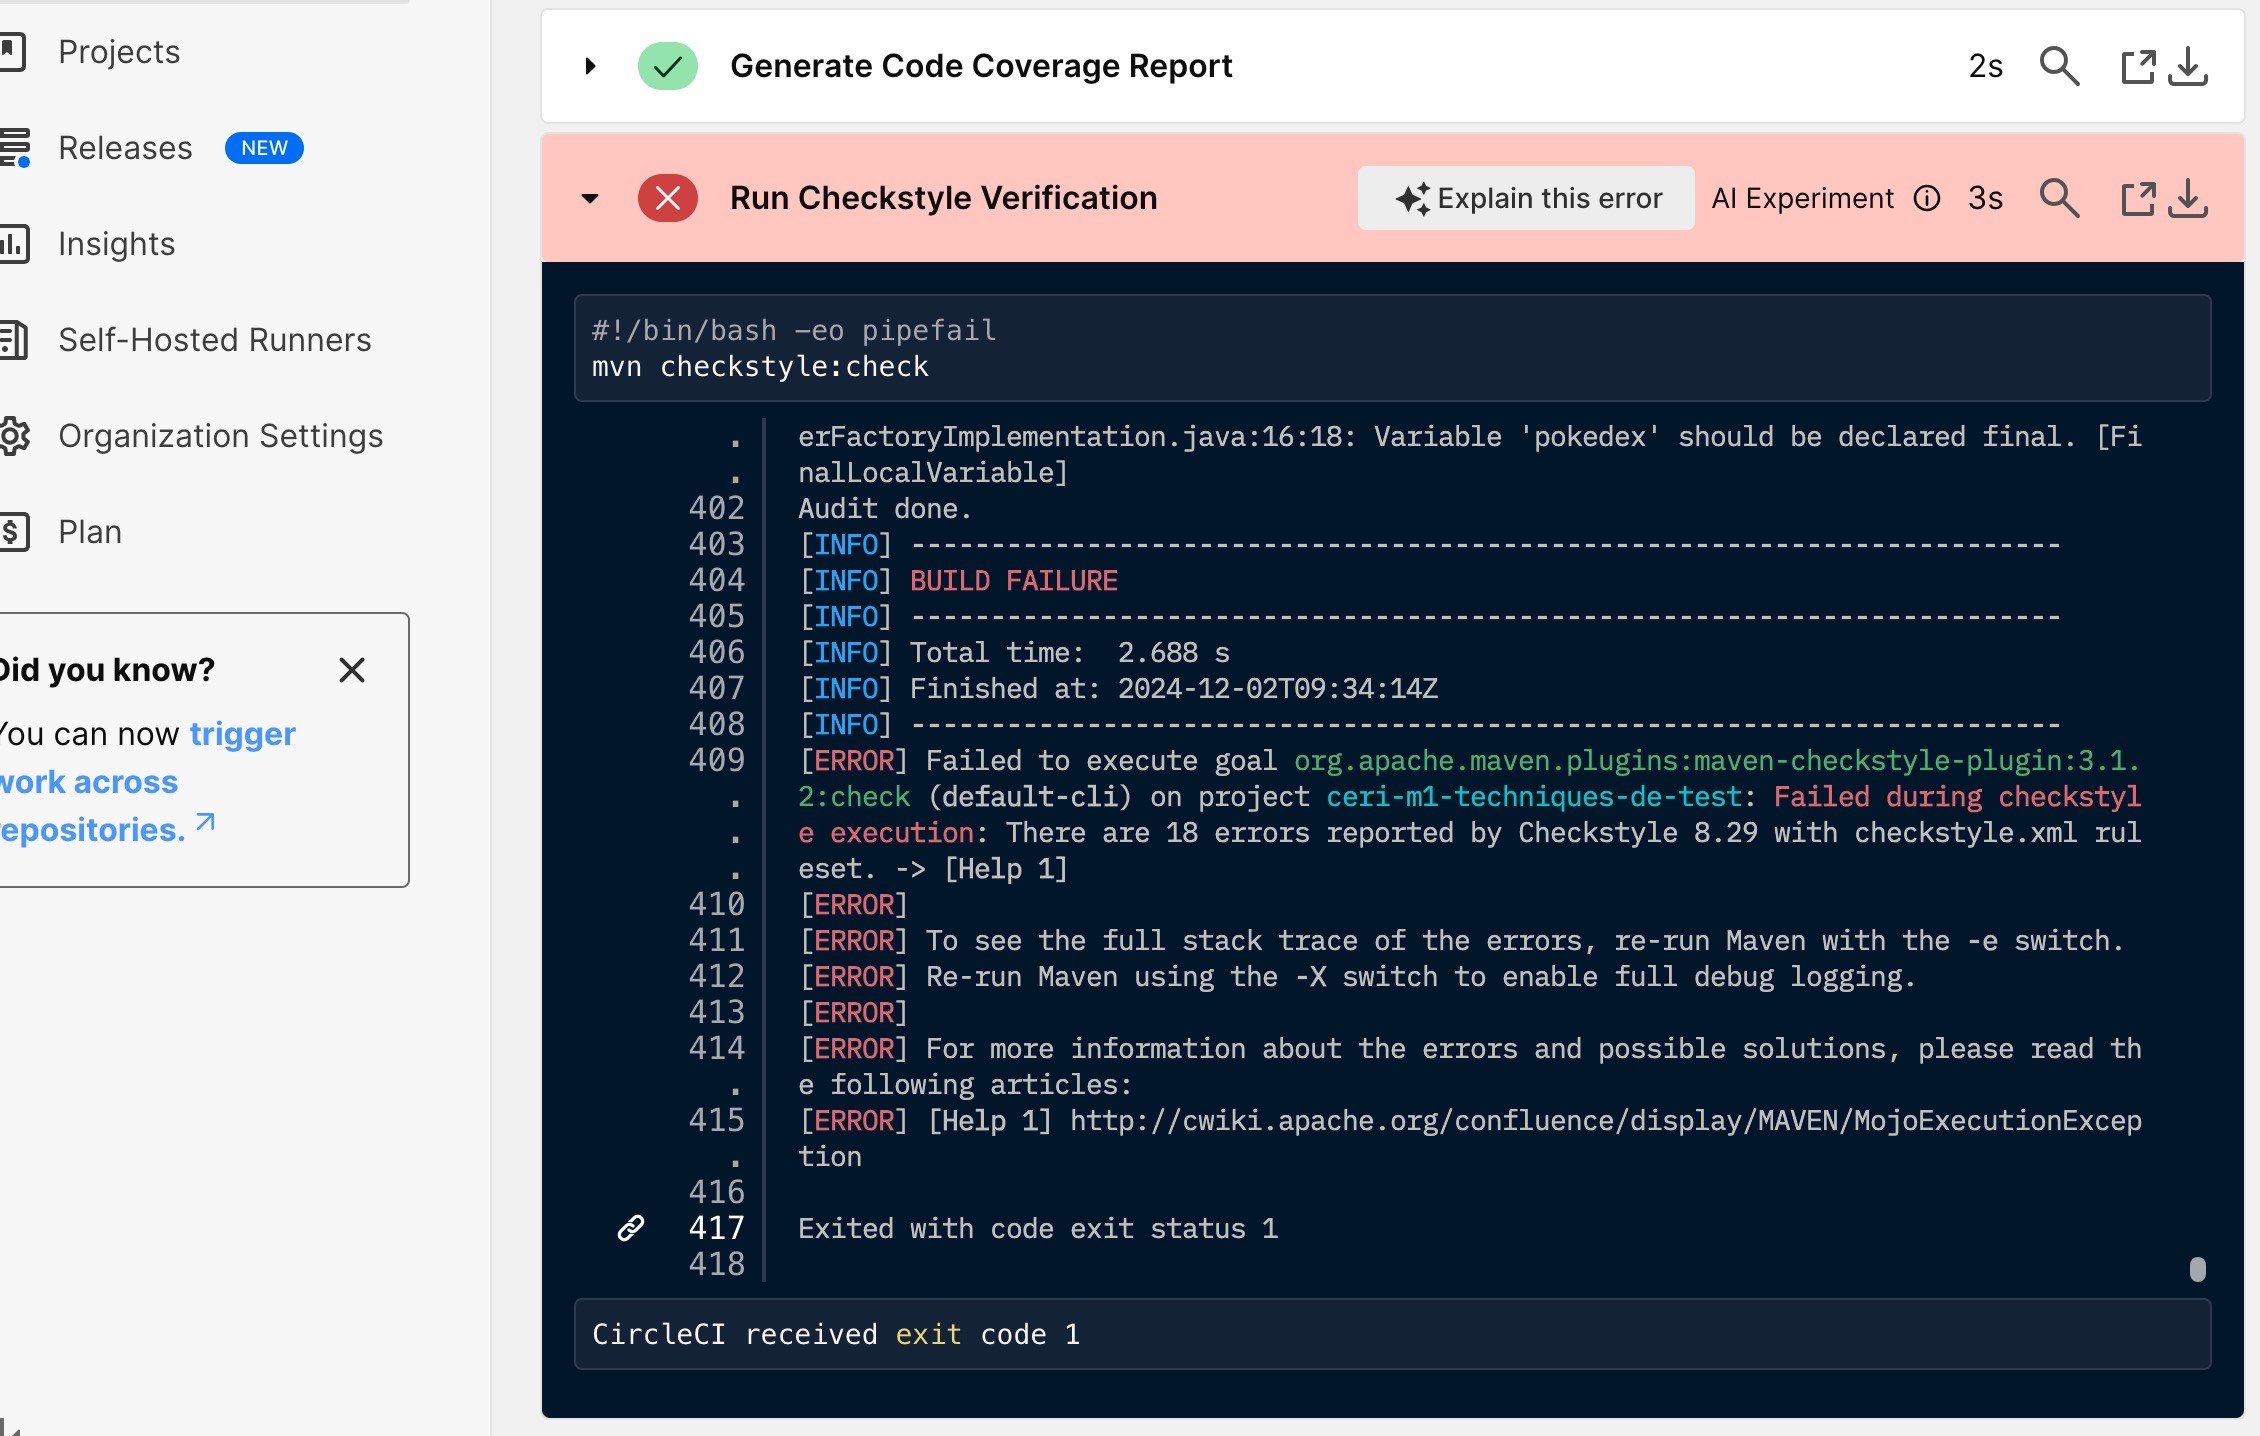 Projects
Releases NEW
Insights
Self-Hosted Runners
Organization Settings
Plan
Did you know?
You can now trigger
work across
repositories.
Generate Code Coverage Report 2s
Run Checkstyle Verification Explain this error AI Experiment 3s
#!/bin/bash -eo pipefail
mvn checkstyle:check
. erFactoryImplementation.java:16:18: Variable 'pokedex' should be declared final. [Fi
. nalLocalVariable]
402 Audit done.
403 [INFO] ------------------------------------------------------------------------
404 [INFO] BUILD FAILURE
405 [INFO] ------------------------------------------------------------------------
406 [INFO] Total time:  2.688 s
407 [INFO] Finished at: 2024-12-02T09:34:14Z
408 [INFO] ------------------------------------------------------------------------
409 [ERROR] Failed to execute goal org.apache.maven.plugins:maven-checkstyle-plugin:3.1.
. 2:check (default-cli) on project ceri-m1-techniques-de-test: Failed during checkstyl
. e execution: There are 18 errors reported by Checkstyle 8.29 with checkstyle.xml rul
. eset. -> [Help 1]
410 [ERROR]
411 [ERROR] To see the full stack trace of the errors, re-run Maven with the -e switch.
412 [ERROR] Re-run Maven using the -X switch to enable full debug logging.
413 [ERROR]
414 [ERROR] For more information about the errors and possible solutions, please read th
. e following articles:
415 [ERROR] [Help 1] http://cwiki.apache.org/confluence/display/MAVEN/MojoExecutionExcep
. tion
416
417 Exited with code exit status 1
418
CircleCI received exit code 1